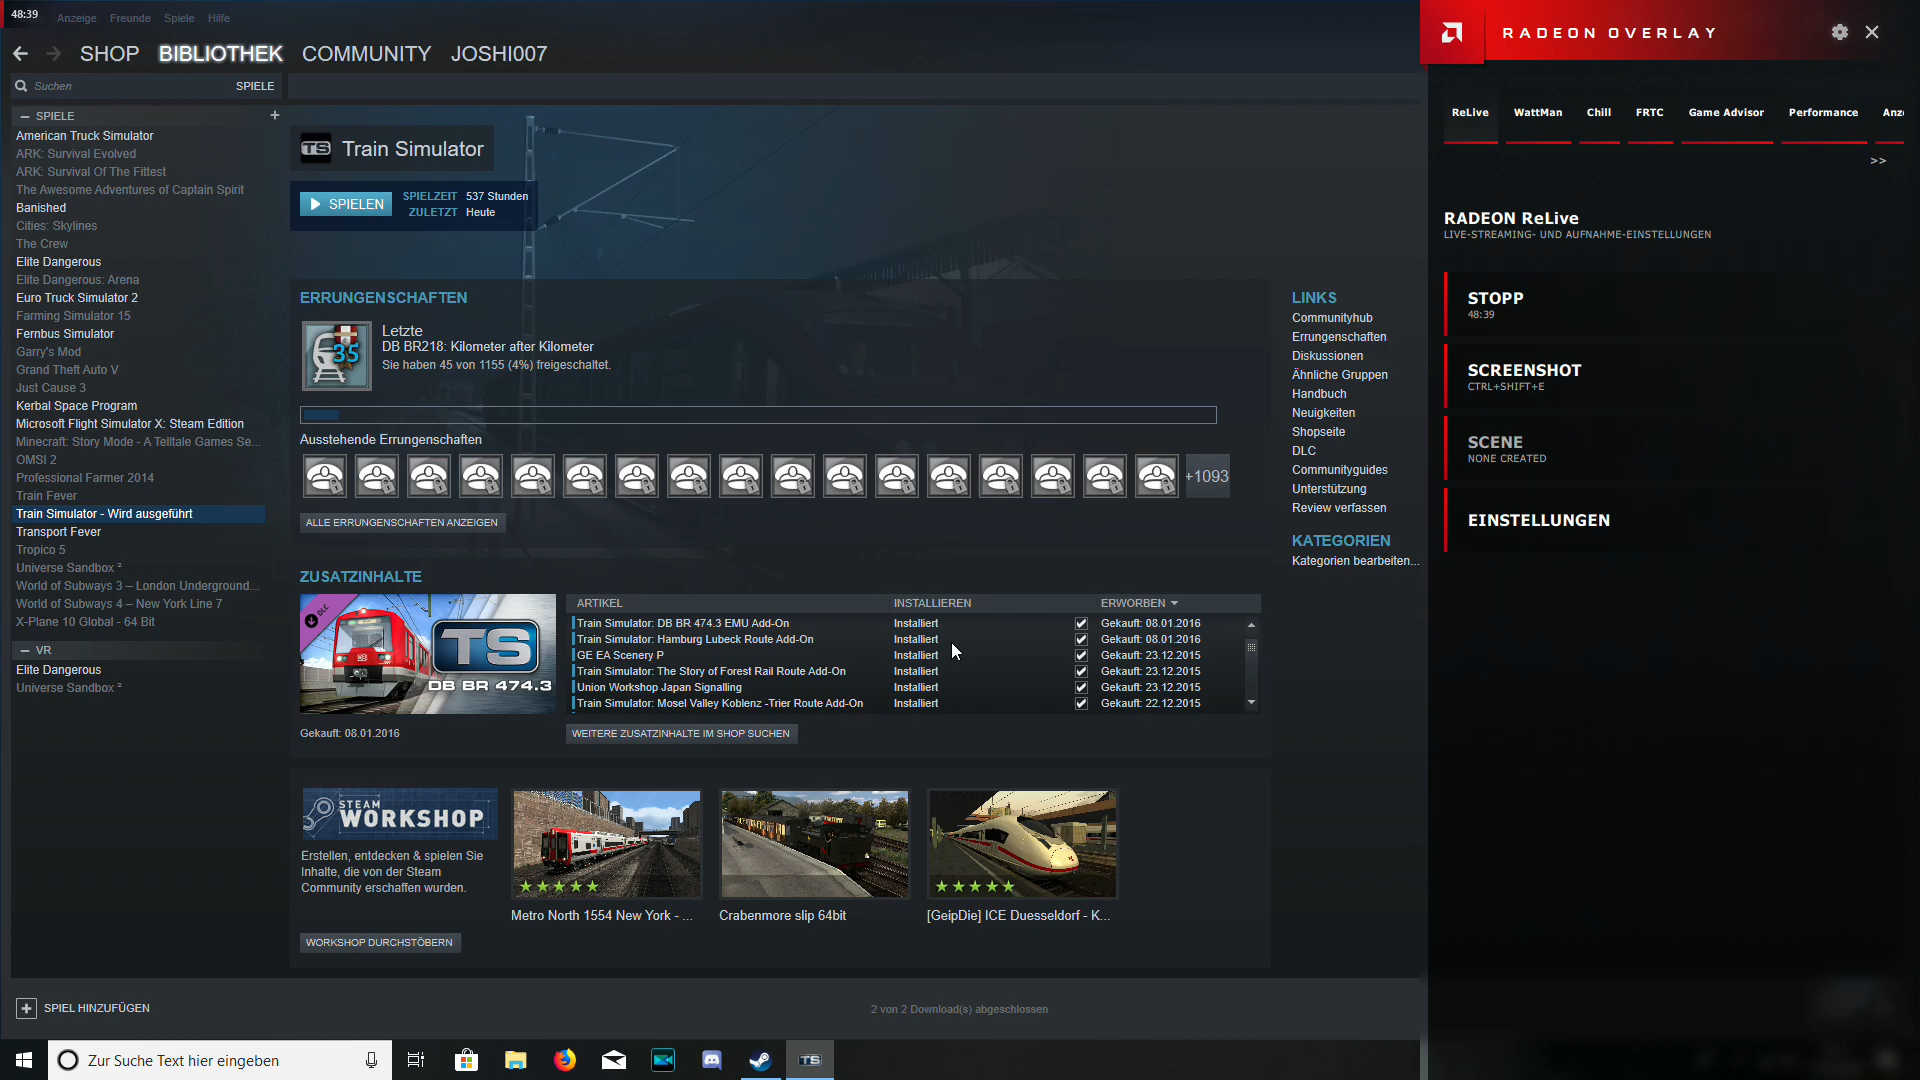 48:39
Anzeige Freunde Spiele Hilfe
SHOP BIBLIOTHEK COMMUNITY JOSHI007
Suchen SPIELE
SPIELE +
American Truck Simulator
ARK: Survival Evolved
ARK: Survival Of The Fittest
The Awesome Adventures of Captain Spirit
Banished
Cities: Skylines
The Crew
Elite Dangerous
Elite Dangerous: Arena
Euro Truck Simulator 2
Farming Simulator 15
Fernbus Simulator
Garry's Mod
Grand Theft Auto V
Just Cause 3
Kerbal Space Program
Microsoft Flight Simulator X: Steam Edition
Minecraft: Story Mode - A Telltale Games Se...
OMSI 2
Professional Farmer 2014
Train Fever
Train Simulator - Wird ausgeführt
Transport Fever
Tropico 5
Universe Sandbox ²
World of Subways 3 – London Underground...
World of Subways 4 – New York Line 7
X-Plane 10 Global - 64 Bit
VR
Elite Dangerous
Universe Sandbox ²
SPIEL HINZUFÜGEN
TS Train Simulator
SPIELEN
SPIELZEIT 537 Stunden
ZULETZT Heute
ERRUNGENSCHAFTEN
35
Letzte
DB BR218: Kilometer after Kilometer
Sie haben 45 von 1155 (4%) freigeschaltet.
Ausstehende Errungenschaften
+1093
ALLE ERRUNGENSCHAFTEN ANZEIGEN
ZUSATZINHALTE
DLC
TS
DB BR 474.3
Gekauft: 08.01.2016
ARTIKEL INSTALLIEREN ERWORBEN
Train Simulator: DB BR 474.3 EMU Add-On Installiert Gekauft: 08.01.2016
Train Simulator: Hamburg Lubeck Route Add-On Installiert Gekauft: 08.01.2016
GE EA Scenery P Installiert Gekauft: 23.12.2015
Train Simulator: The Story of Forest Rail Route Add-On Installiert Gekauft: 23.12.2015
Union Workshop Japan Signalling Installiert Gekauft: 23.12.2015
Train Simulator: Mosel Valley Koblenz -Trier Route Add-On Installiert Gekauft: 22.12.2015
WEITERE ZUSATZINHALTE IM SHOP SUCHEN
STEAM
WORKSHOP
Erstellen, entdecken & spielen Sie
Inhalte, die von der Steam
Community erschaffen wurden.
WORKSHOP DURCHSTÖBERN
Metro North 1554 New York - ...
Crabenmore slip 64bit
[GeipDie] ICE Duesseldorf - K...
LINKS
Communityhub
Errungenschaften
Diskussionen
Ähnliche Gruppen
Handbuch
Neuigkeiten
Shopseite
DLC
Communityguides
Unterstützung
Review verfassen
KATEGORIEN
Kategorien bearbeiten...
2 von 2 Download(s) abgeschlossen
RADEON OVERLAY
ReLive WattMan Chill FRTC Game Advisor Performance Anz
>>
RADEON ReLive
LIVE-STREAMING- UND AUFNAHME-EINSTELLUNGEN
STOPP
48:39
SCREENSHOT
CTRL+SHIFT+E
SCENE
NONE CREATED
EINSTELLUNGEN
Zur Suche Text hier eingeben
TS